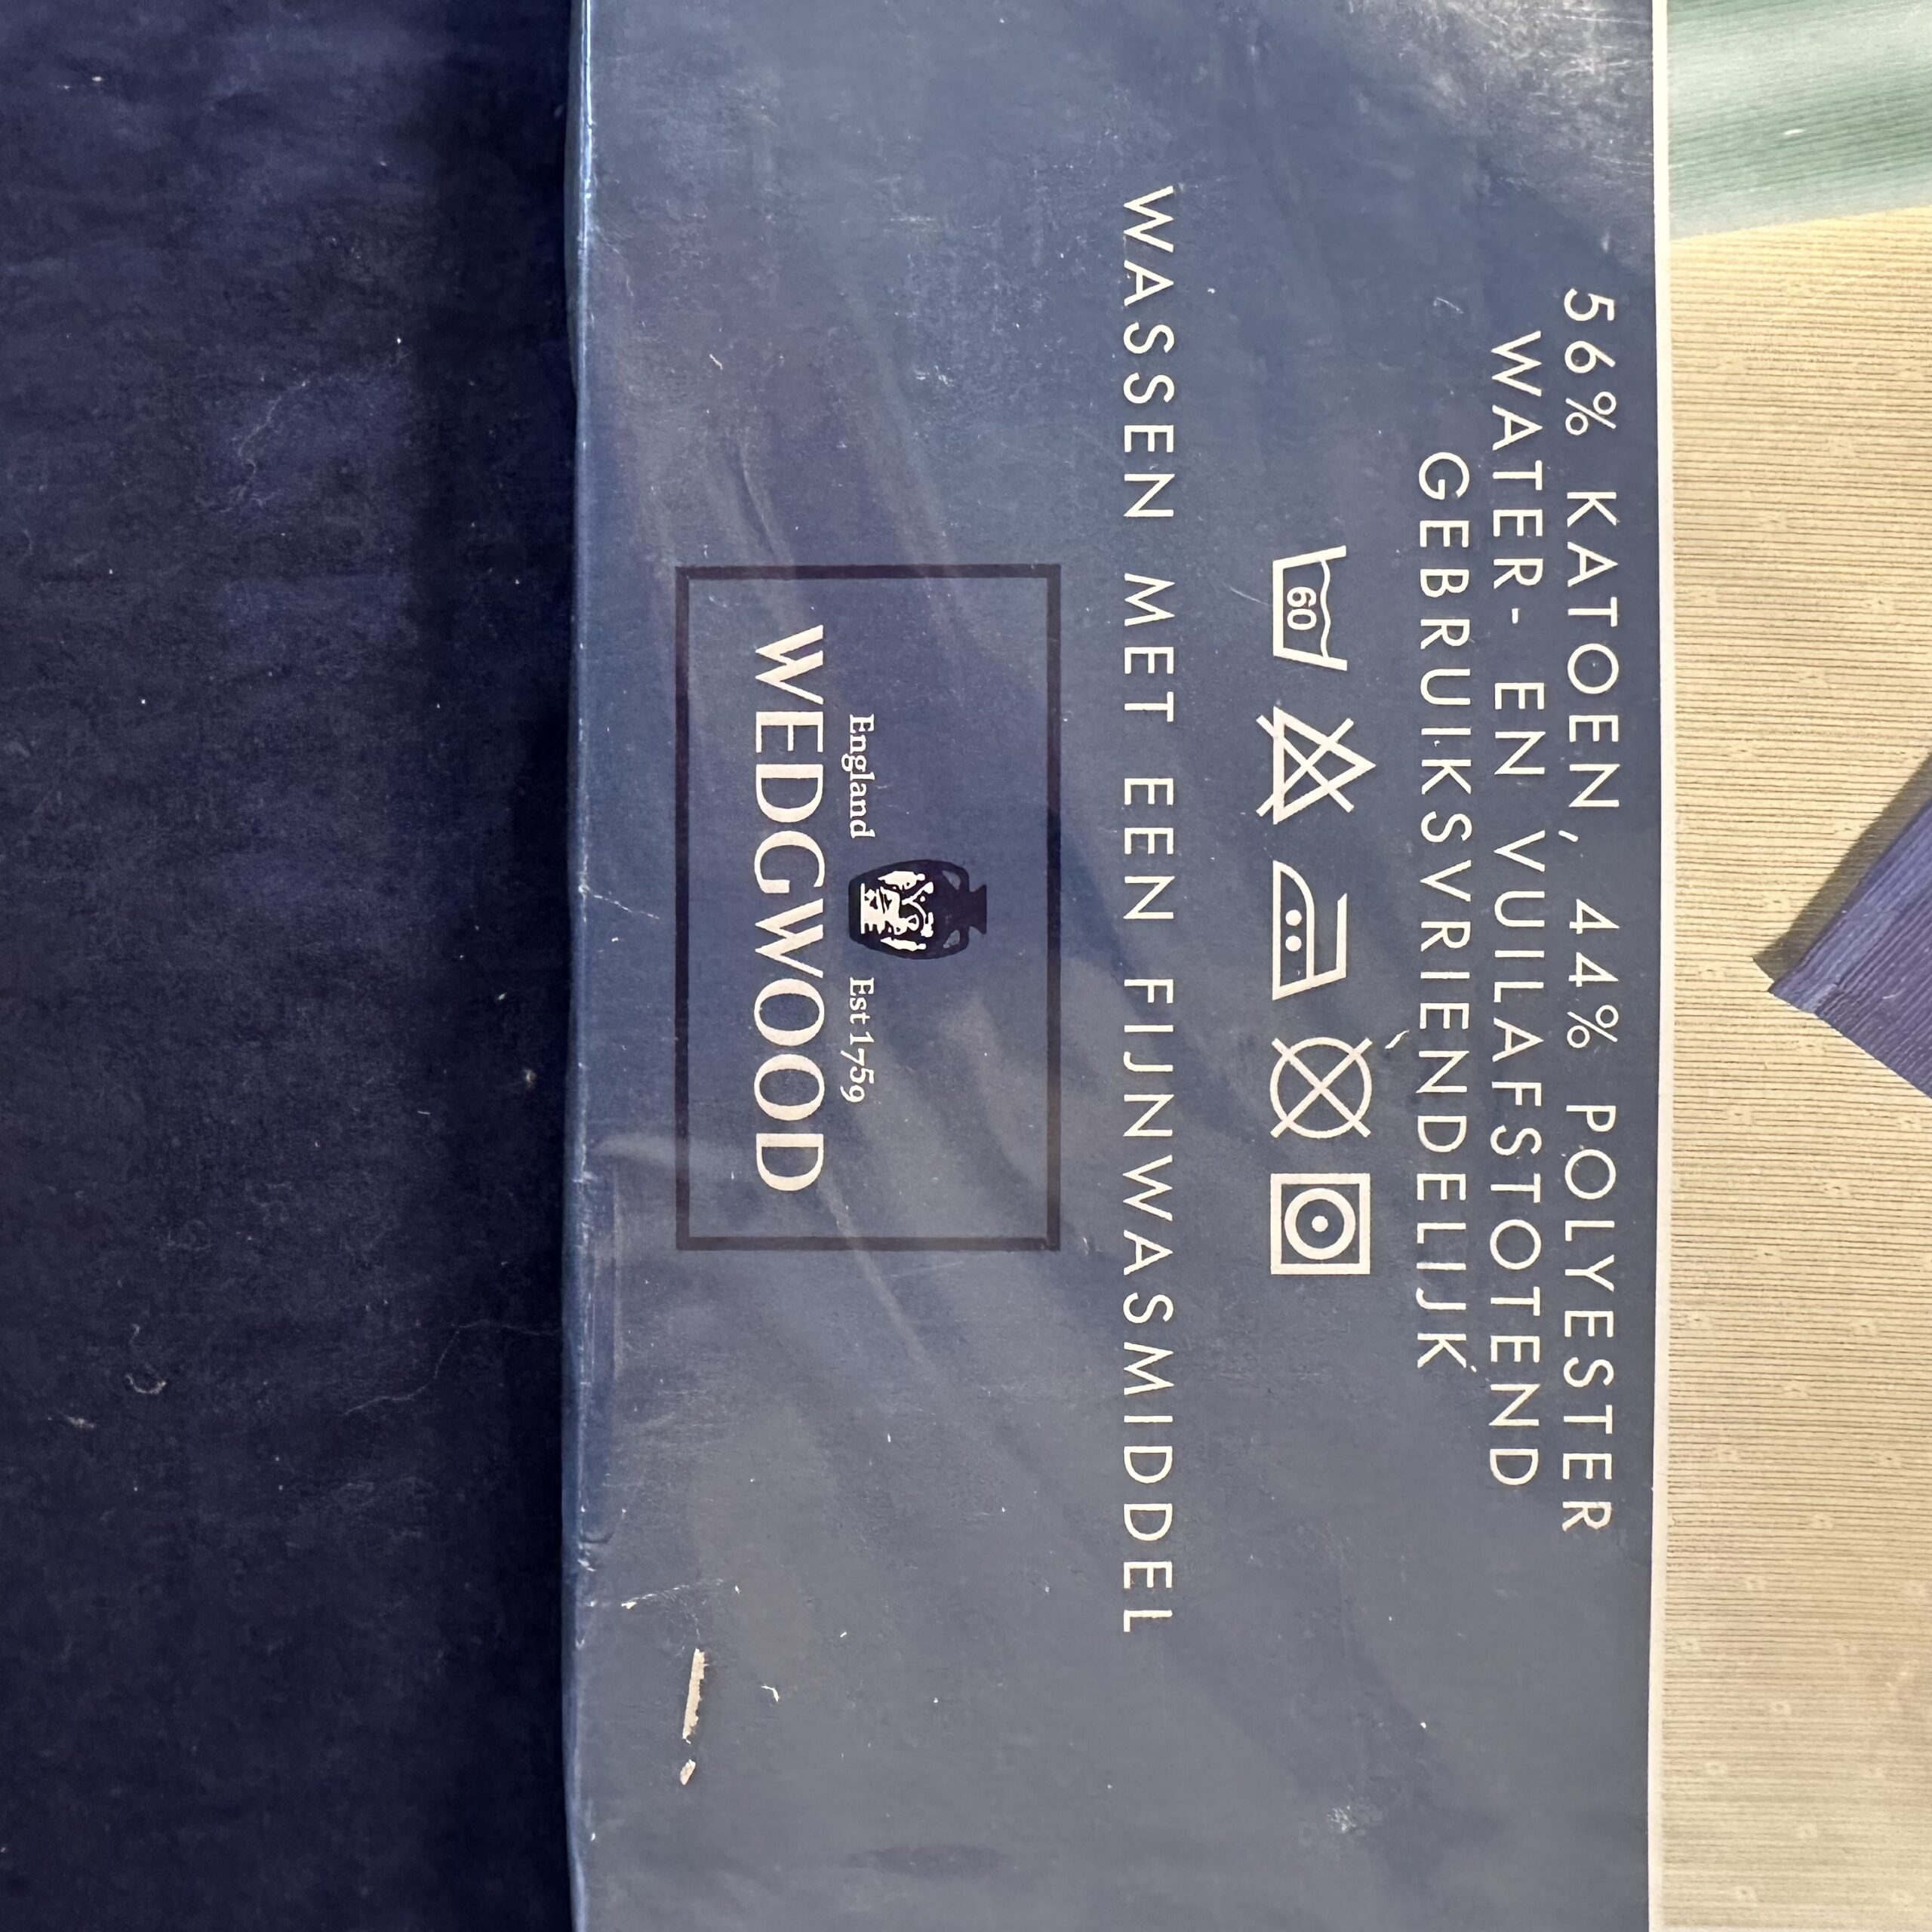 56% KATOEN, 44% POLYESTER
WATER- EN VUILAFSTOTEND
GEBRUIKSVRIENDELIJK
60
WASSEN MET EEN FIJNWASMIDDEL
England Est 1759
WEDGWOOD